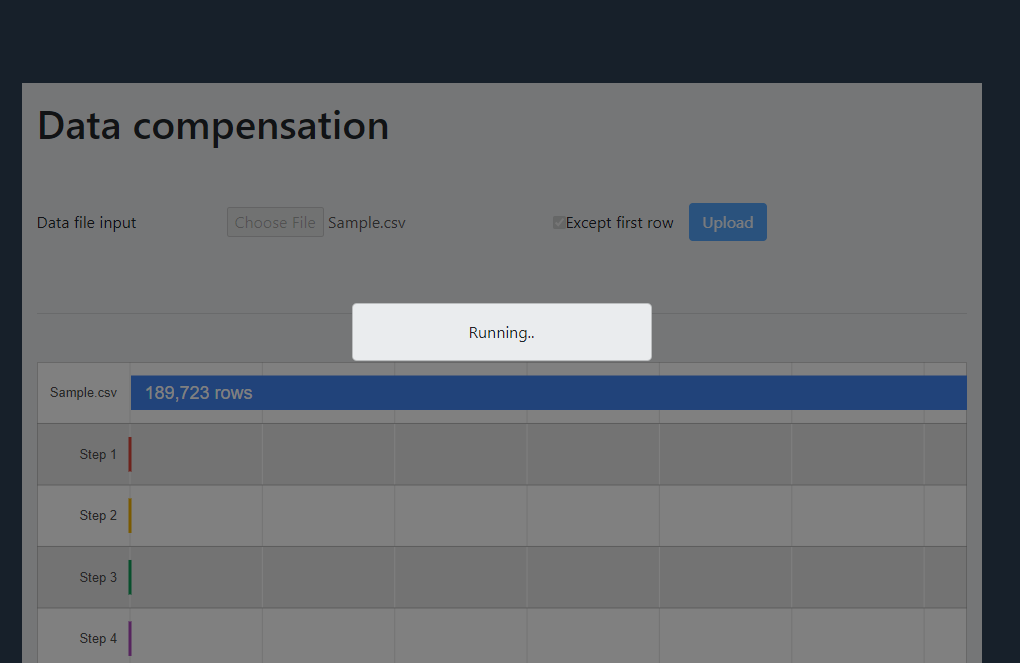 Data compensation
Data file input Choose File Sample.csv Except first row Upload
Running..
Sample.csv 189,723 rows
Step 1
Step 2
Step 3
Step 4